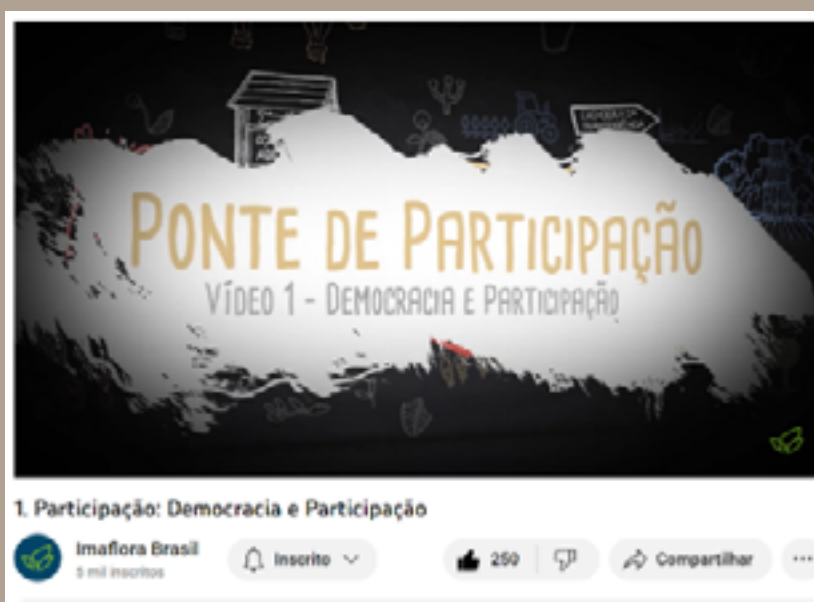 PONTE DE PARTICIPAÇÃO
VÍDEO 1 - DEMOCRACIA E PARTICIPAÇÃO
1. Participação: Democracia e Participação
Imaflora Brasil
5 mil inscritos
Inscrito
250
Compartilhar